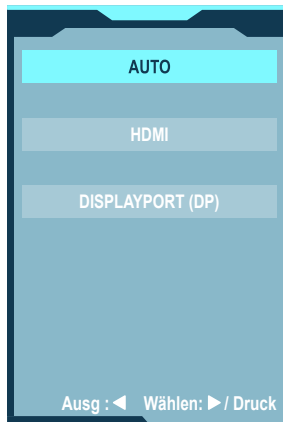 AUTO
HDMI
DISPLAYPORT (DP)
Ausg : ◀ Wählen: ▶ / Druck